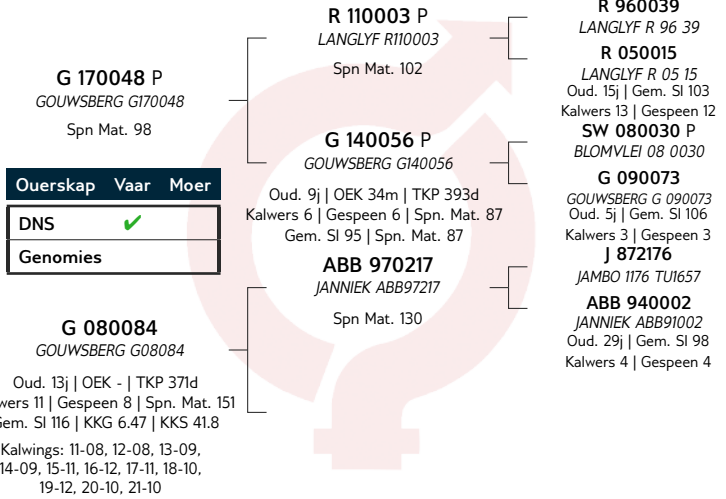 G 170048 P
GOUWSBERG G170048
Spn Mat. 98
Ouerskap Vaar Moer
DNS ✔
Genomies
G 080084
GOUWSBERG G08084
Oud. 13j | OEK - | TKP 371d
wers 11 | Gespeen 8 | Spn. Mat. 151
Gem. SI 116 | KKG 6.47 | KKS 41.8
Kalwings: 11-08, 12-08, 13-09,
14-09, 15-11, 16-12, 17-11, 18-10,
19-12, 20-10, 21-10
R 110003 P
LANGLYF R110003
Spn Mat. 102
G 140056 P
GOUWSBERG G140056
Oud. 9j | OEK 34m | TKP 393d
Kalwers 6 | Gespeen 6 | Spn. Mat. 87
Gem. SI 95 | Spn. Mat. 87
ABB 970217
JANNIEK ABB97217
Spn Mat. 130
R 960039
LANGLYF R 96 39
R 050015
LANGLYF R 05 15
Oud. 15j | Gem. SI 103
Kalwers 13 | Gespeen 12
SW 080030 P
BLOMVLEI 08 0030
G 090073
GOUWSBERG G 090073
Oud. 5j | Gem. SI 106
Kalwers 3 | Gespeen 3
J 872176
JAMBO 1176 TU1657
ABB 940002
JANNIEK ABB91002
Oud. 29j | Gem. SI 98
Kalwers 4 | Gespeen 4